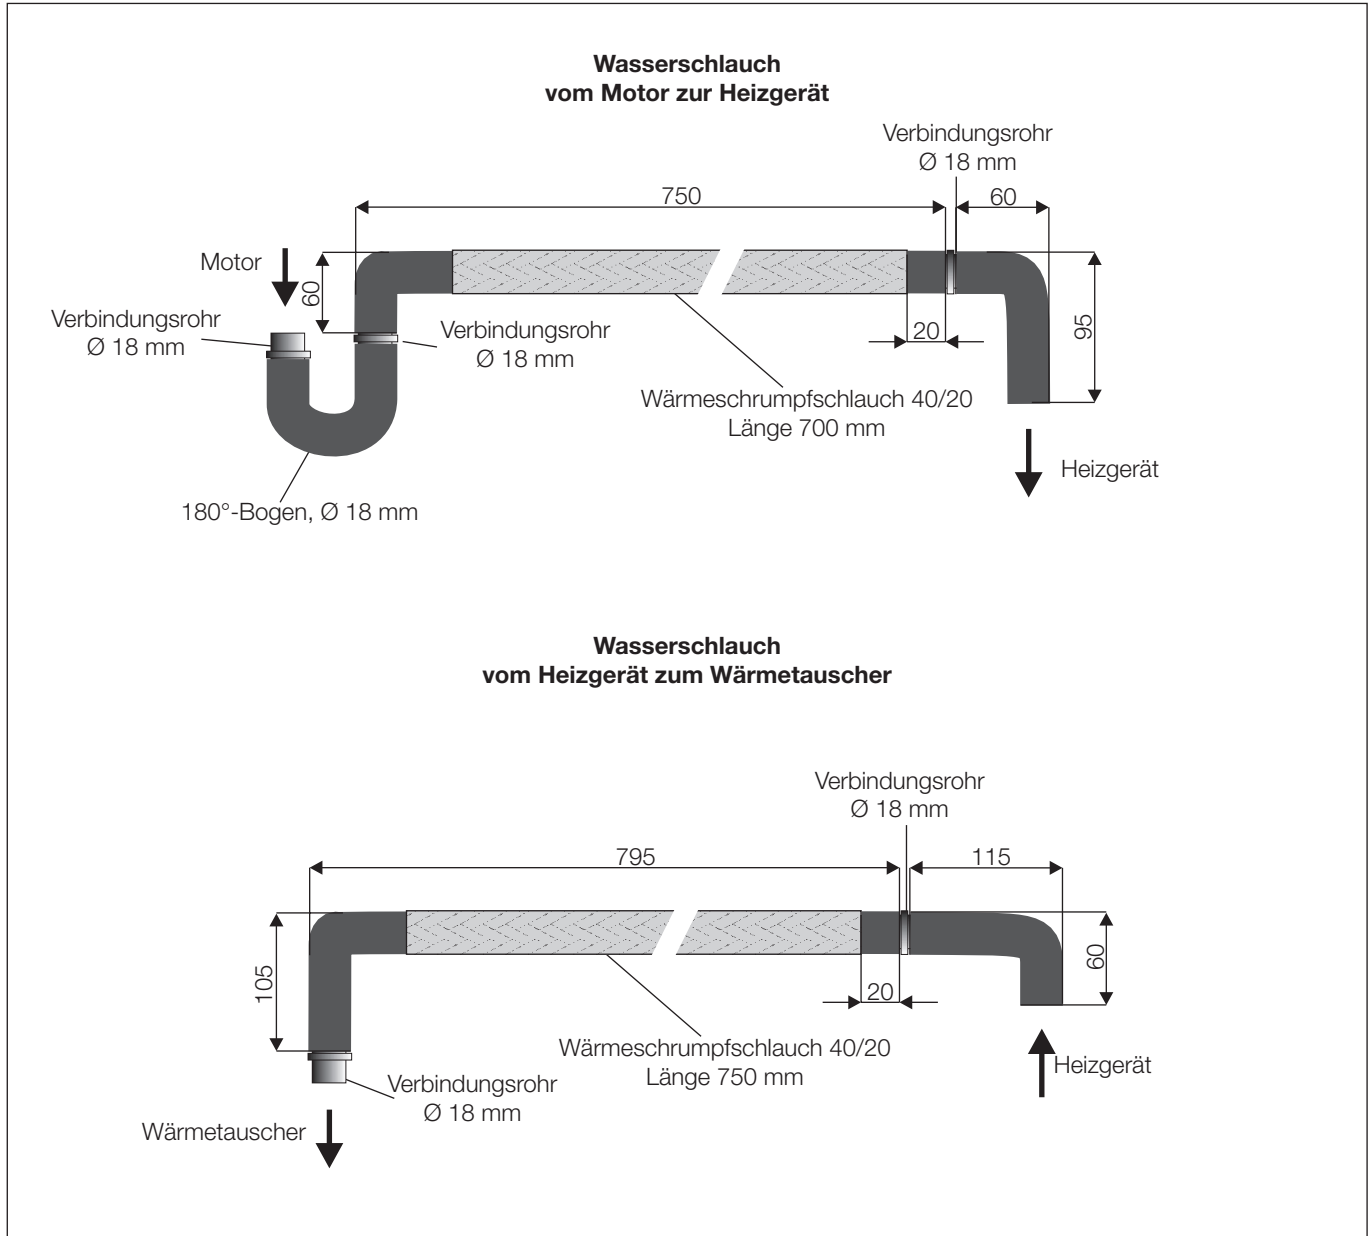 Wasserschlauch
vom Motor zur Heizgerät
Verbindungsrohr
Ø 18 mm
750
60
Motor
60
Verbindungsrohr
Ø 18 mm
Verbindungsrohr
Ø 18 mm
20
95
Wärmeschrumpfschlauch 40/20
Länge 700 mm
Heizgerät
180°-Bogen, Ø 18 mm
Wasserschlauch
vom Heizgerät zum Wärmetauscher
Verbindungsrohr
Ø 18 mm
795
115
105
20
60
Wärmeschrumpfschlauch 40/20
Länge 750 mm
Heizgerät
Verbindungsrohr
Ø 18 mm
Wärmetauscher